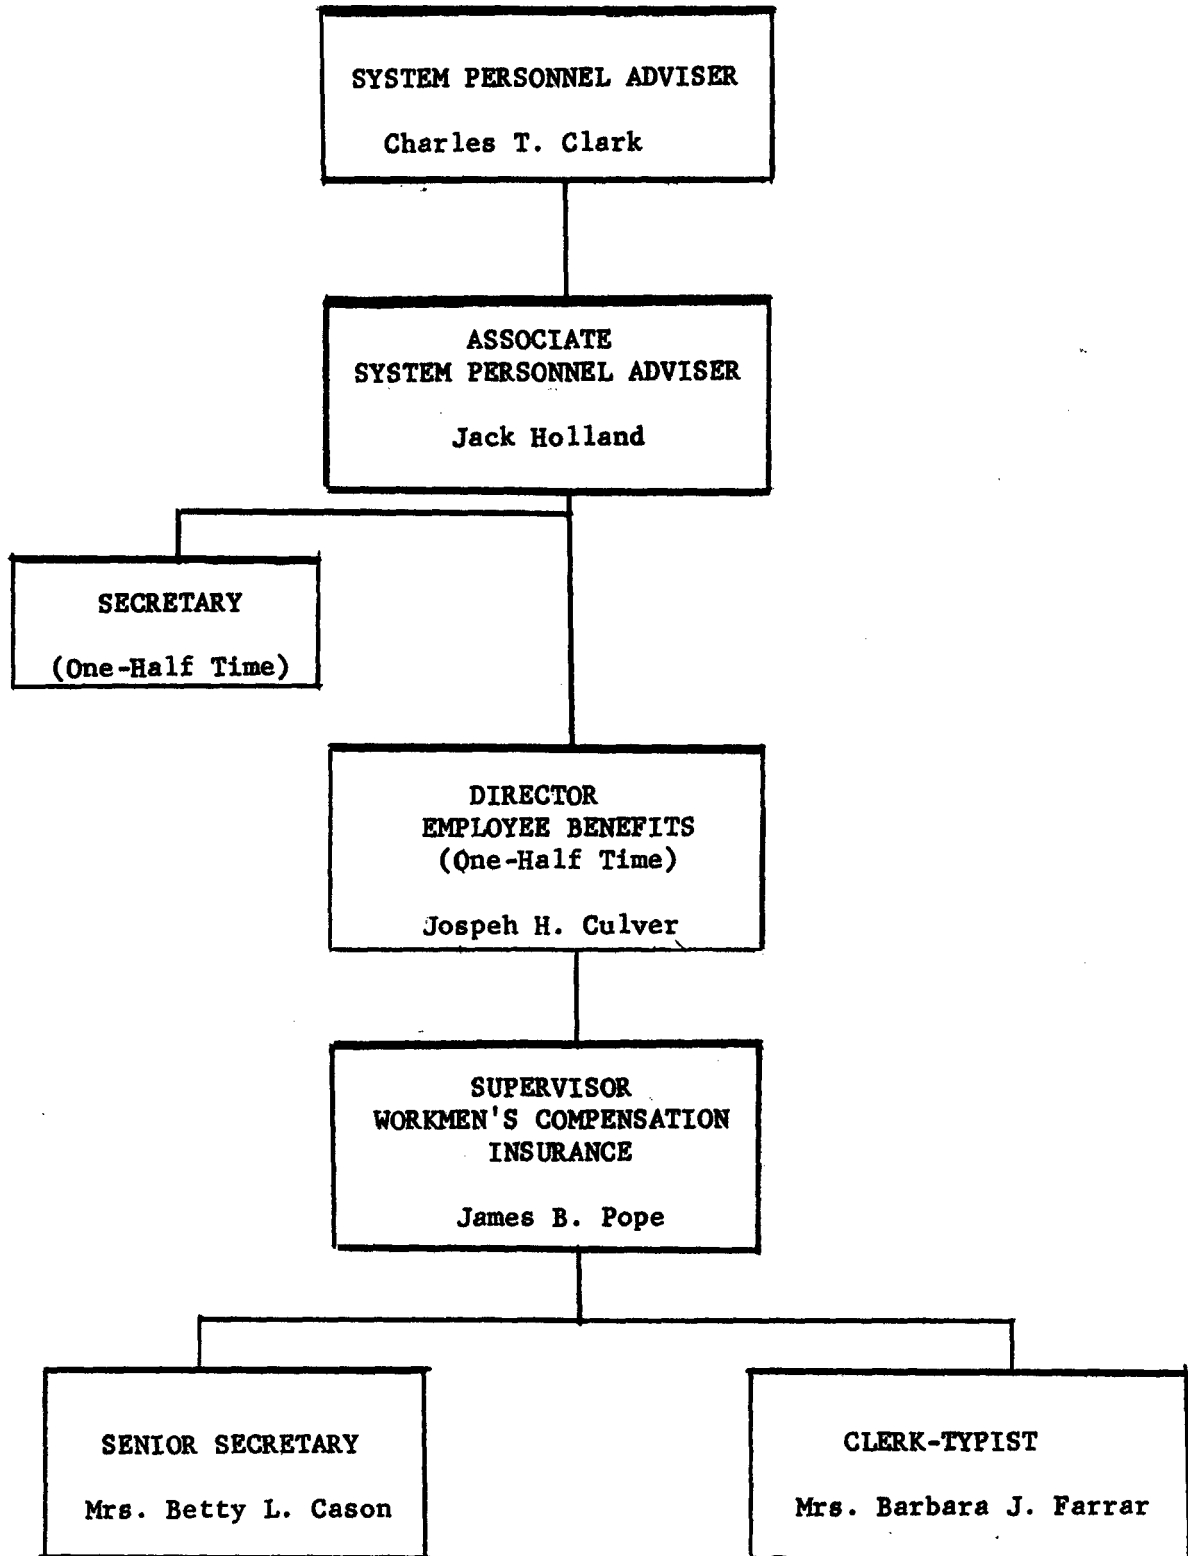 SYSTEM PERSONNEL ADVISER
Charles T. Clark
ASSOCIATE
SYSTEM PERSONNEL ADVISER
Jack Holland
SECRETARY
(One-Half Time)
DIRECTOR
EMPLOYEE BENEFITS
(One-Half Time)
Jospeh H. Culver
SUPERVISOR
WORKMEN'S COMPENSATION
INSURANCE
James B. Pope
SENIOR SECRETARY
Mrs. Betty L. Cason
CLERK-TYPIST
Mrs. Barbara J. Farrar